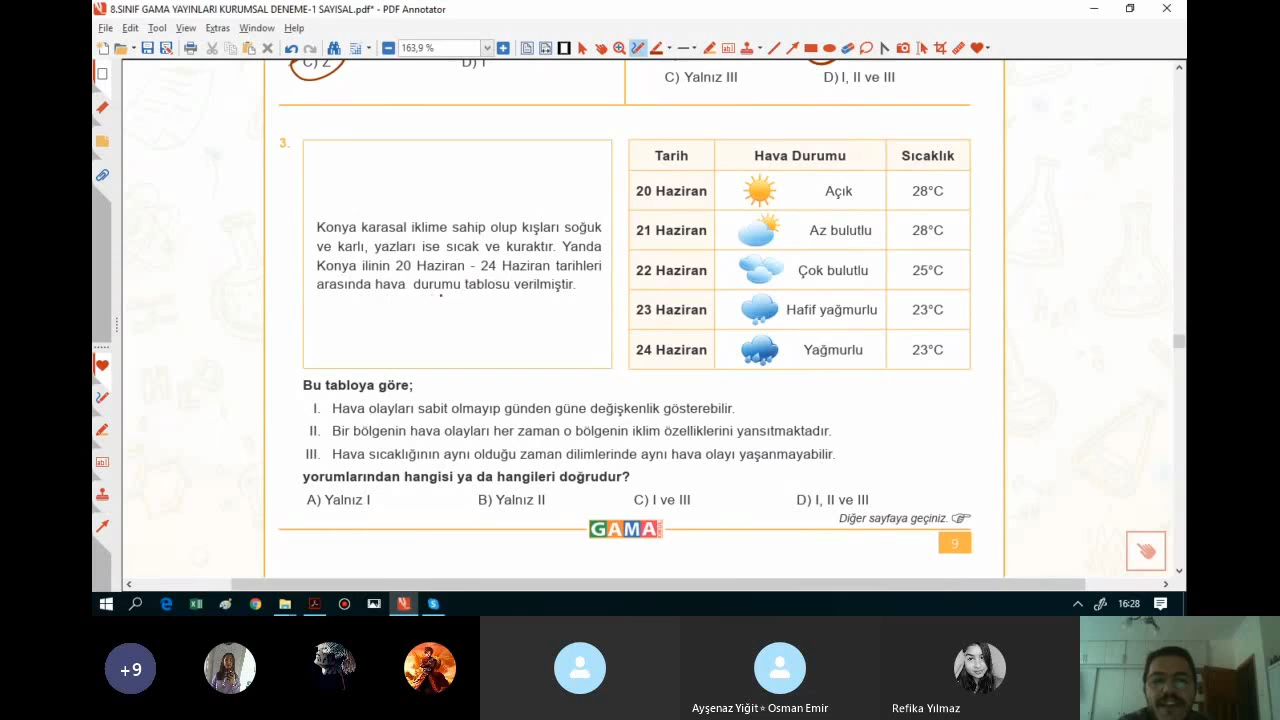 8.SINIF GAMA YAYINLARI KURUMSAL DENEME-1 SAYISAL.pdf* - PDF Annotator
File Edit Tool View Extras Window Help
163,9 %
C) Z
C) Yalnız III
D) I, II ve III
3.
Konya karasal iklime sahip olup kışları soğuk
ve karlı, yazları ise sıcak ve kuraktır. Yanda
Konya ilinin 20 Haziran - 24 Haziran tarihleri
arasında hava durumu tablosu verilmiştir.
Tarih Hava Durumu Sıcaklık
20 Haziran Açık 28°C
21 Haziran Az bulutlu 28°C
22 Haziran Çok bulutlu 25°C
23 Haziran Hafif yağmurlu 23°C
24 Haziran Yağmurlu 23°C
Bu tabloya göre;
I. Hava olayları sabit olmayıp günden güne değişkenlik gösterebilir.
II. Bir bölgenin hava olayları her zaman o bölgenin iklim özelliklerini yansıtmaktadır.
III. Hava sıcaklığının aynı olduğu zaman dilimlerinde aynı hava olayı yaşanmayabilir.
yorumlarından hangisi ya da hangileri doğrudur?
A) Yalnız I B) Yalnız II C) I ve III D) I, II ve III
Diğer sayfaya geçiniz.
GAMA
9
16:28
+9
Ayşenaz Yiğit⭐ Osman Emir
Refika Yılmaz